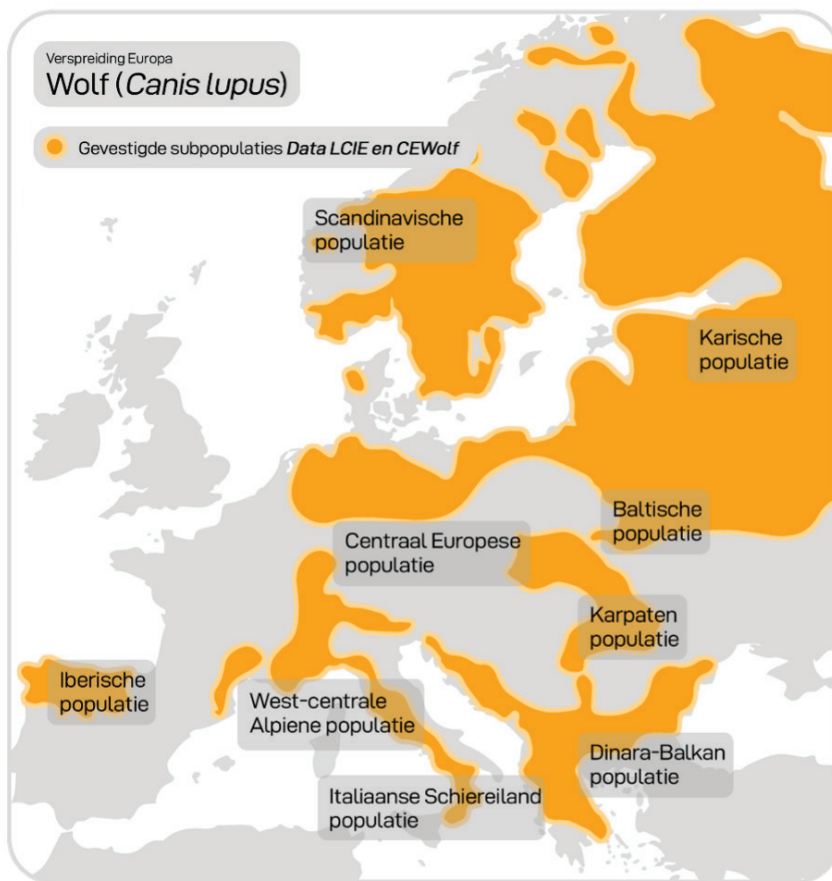 Verspreiding Europa
Wolf (Canis lupus)
Gevestigde subpopulaties Data LCIE en CEWolf
Scandinavische
populatie
Karische
populatie
Baltische
populatie
Centraal Europese
populatie
Karpaten
populatie
Iberische
populatie
West-centrale
Alpiene populatie
Dinara-Balkan
populatie
Italiaanse Schiereiland
populatie